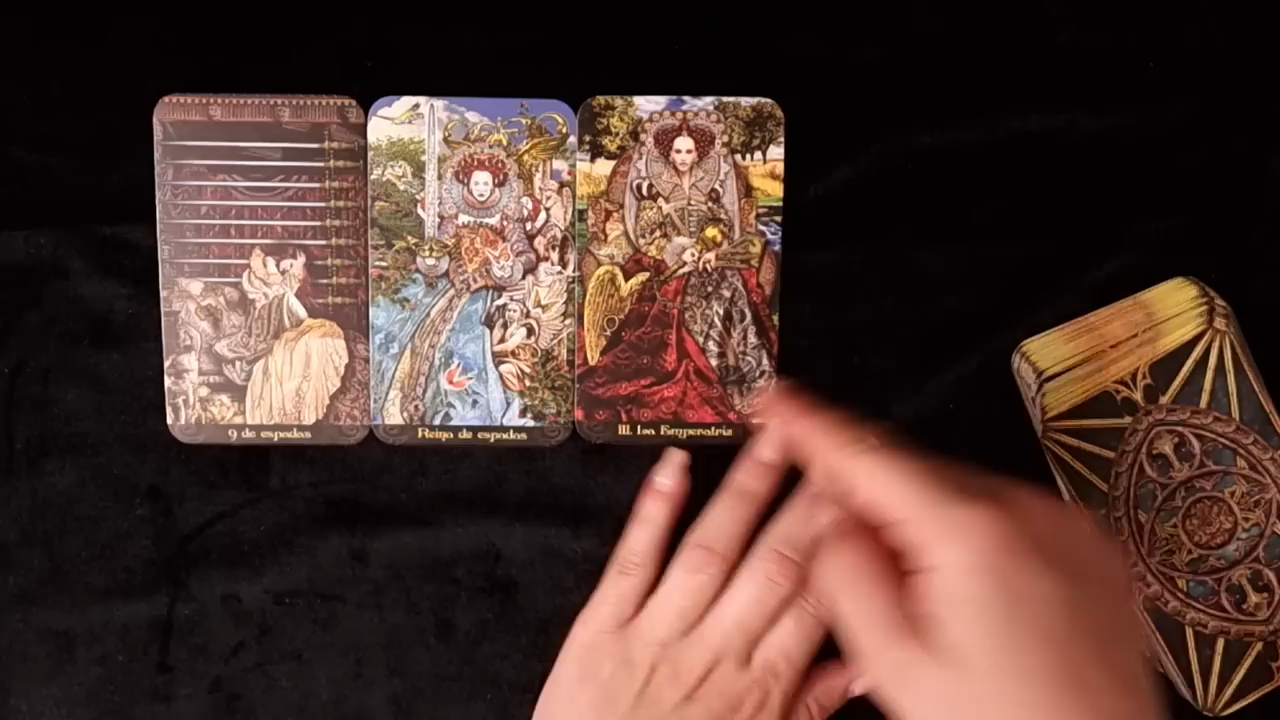 9 de espadas
Reina de espadas
III. La Emperatriz